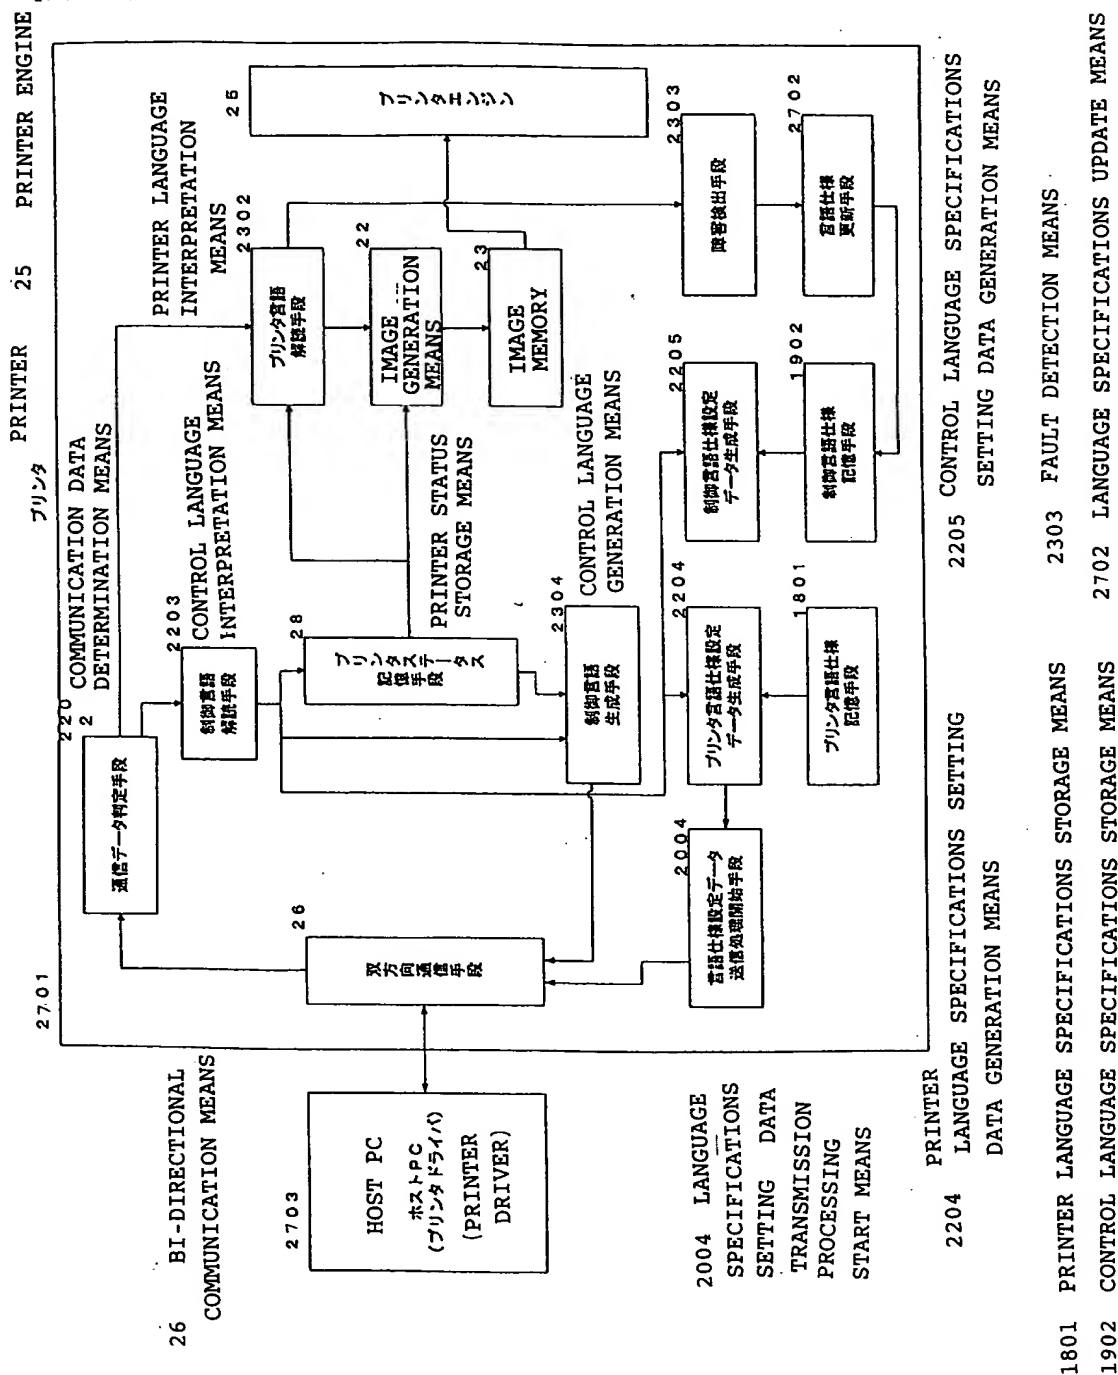 PRINTER
25 PRINTER ENGINE
プリンタ
2701
26 BI-DIRECTIONAL
COMMUNICATION MEANS
2703
HOST PC
ホストPC
(プリンタドライバ)
(PRINTER
DRIVER)
220
2
COMMUNICATION DATA
DETERMINATION MEANS
通信データ判定手段
2203
CONTROL LANGUAGE
INTERPRETATION MEANS
制御言語
解読手段
PRINTER LANGUAGE
INTERPRETATION
MEANS
2302
プリンタ言語
解読手段
25
プリンタエンジン
26
双方向通信手段
28
プリンタステータス
記憶手段
PRINTER STATUS
STORAGE MEANS
22
IMAGE
GENERATION
MEANS
23
IMAGE
MEMORY
2304
CONTROL LANGUAGE
GENERATION MEANS
制御言語
生成手段
2303
障害検出手段
2004
言語仕様設定データ
送信処理開始手段
2204
プリンタ言語仕様設定
データ生成手段
2205
制御言語仕様設定
データ生成手段
2702
言語仕様
更新手段
1801
プリンタ言語仕様
記憶手段
1902
制御言語仕様
記憶手段
2004 LANGUAGE
SPECIFICATIONS
SETTING DATA
TRANSMISSION
PROCESSING
START MEANS
PRINTER
2204 LANGUAGE SPECIFICATIONS SETTING
DATA GENERATION MEANS
2205 CONTROL LANGUAGE SPECIFICATIONS
SETTING DATA GENERATION MEANS
2303 FAULT DETECTION MEANS
1801 PRINTER LANGUAGE SPECIFICATIONS STORAGE MEANS
1902 CONTROL LANGUAGE SPECIFICATIONS STORAGE MEANS
2702 LANGUAGE SPECIFICATIONS UPDATE MEANS